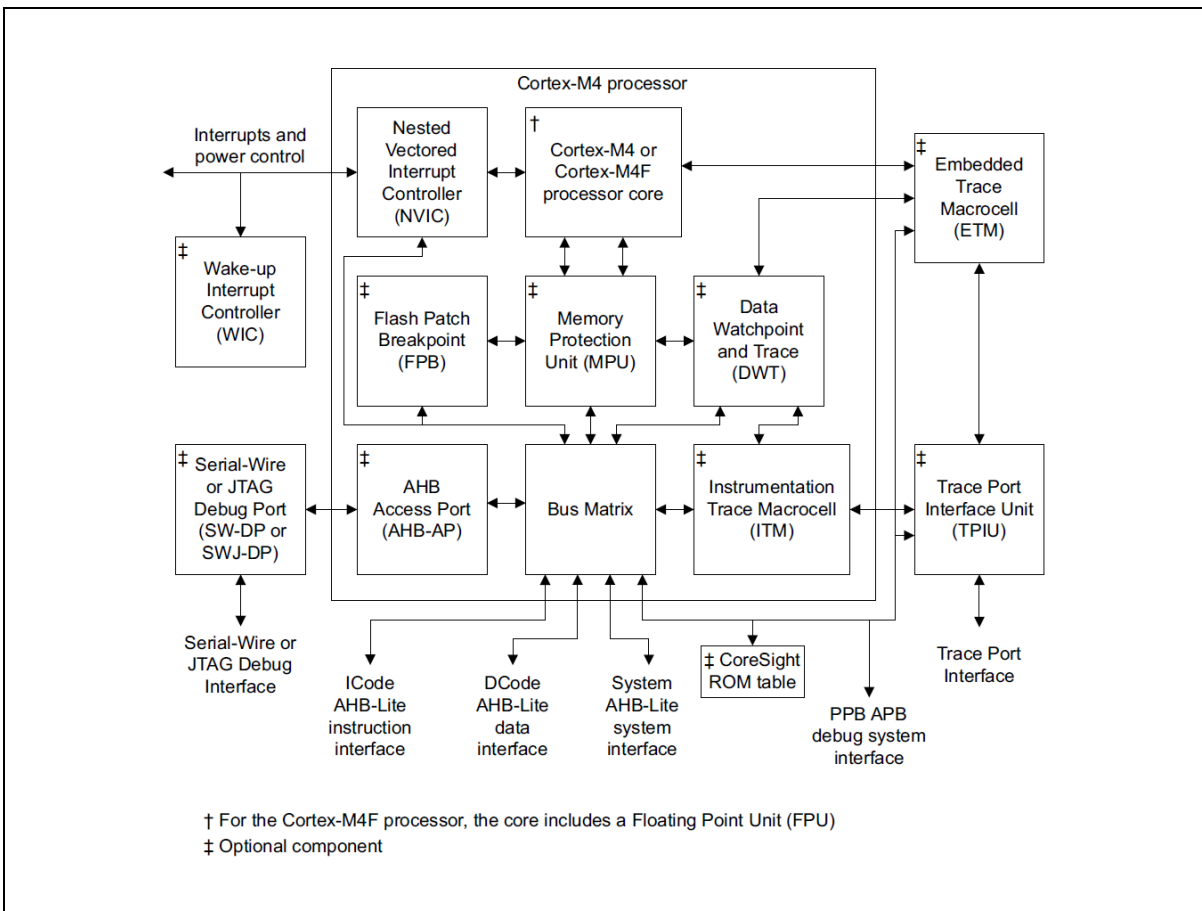 Cortex-M4 processor
Interrupts and
power control
Nested
Vectored
Interrupt
Controller
(NVIC)
†
Cortex-M4 or
Cortex-M4F
processor core
‡
Embedded
Trace
Macrocell
(ETM)
‡
Wake-up
Interrupt
Controller
(WIC)
‡
Flash Patch
Breakpoint
(FPB)
‡
Memory
Protection
Unit (MPU)
‡
Data
Watchpoint
and Trace
(DWT)
‡
Serial-Wire
or JTAG
Debug Port
(SW-DP or
SWJ-DP)
‡
AHB
Access Port
(AHB-AP)
Bus Matrix
‡
Instrumentation
Trace Macrocell
(ITM)
‡
Trace Port
Interface Unit
(TPIU)
Serial-Wire or
JTAG Debug
Interface
ICode
AHB-Lite
instruction
interface
DCode
AHB-Lite
data
interface
System
AHB-Lite
system
interface
‡ CoreSight
ROM table
PPB APB
debug system
interface
Trace Port
Interface
† For the Cortex-M4F processor, the core includes a Floating Point Unit (FPU)
‡ Optional component